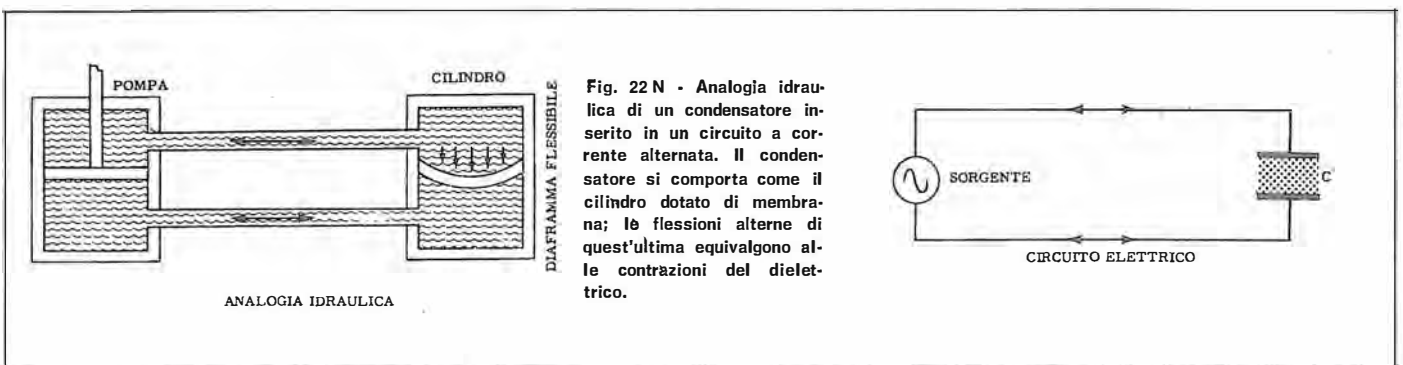 POMPA
CILINDRO
DIAFRAMMA FLESSIBILE
ANALOGIA IDRAULICA
Fig. 22 N - Analogia idrau-
lica di un condensatore in-
serito in un circuito a cor-
rente alternata. Il conden-
satore si comporta come il
cilindro dotato di membra-
na; le flessioni alterne di
quest'ultima equivalgono al-
le contrazioni del dielet-
trico.
SORGENTE
C
CIRCUITO ELETTRICO